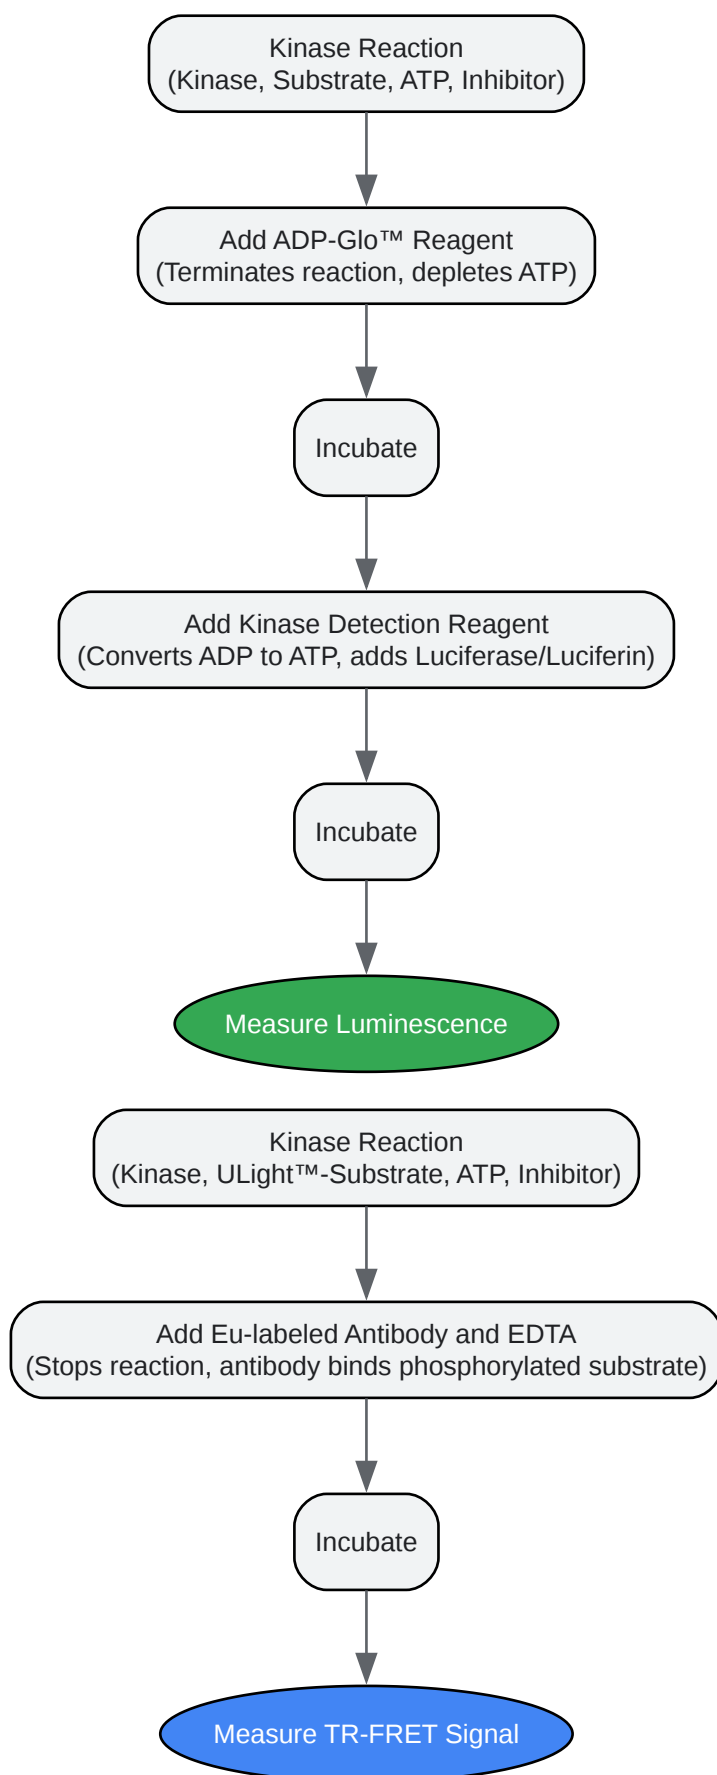 Kinase Reaction
(Kinase, Substrate, ATP, Inhibitor)
Add ADP-Glo™ Reagent
(Terminates reaction, depletes ATP)
Incubate
Add Kinase Detection Reagent
(Converts ADP to ATP, adds Luciferase/Luciferin)
Incubate
Measure Luminescence
Kinase Reaction
(Kinase, ULight™-Substrate, ATP, Inhibitor)
Add Eu-labeled Antibody and EDTA
(Stops reaction, antibody binds phosphorylated substrate)
Incubate
Measure TR-FRET Signal